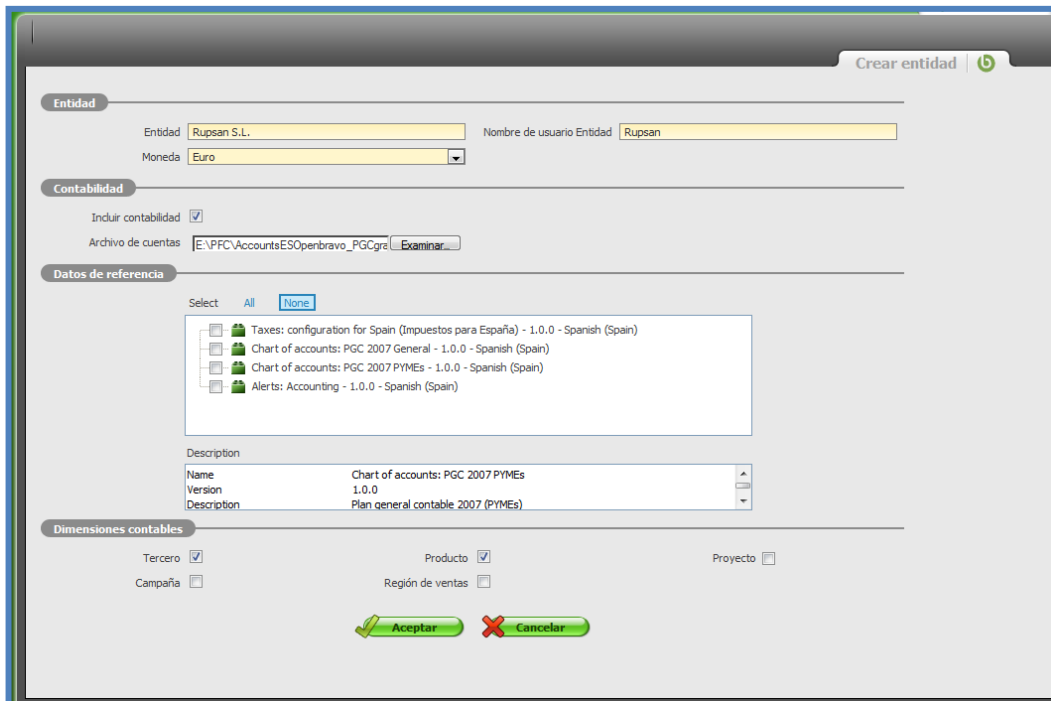 Crear entidad
Entidad
Entidad Rupsan S.L. Nombre de usuario Entidad Rupsan
Moneda Euro
Contabilidad
Incluir contabilidad
Archivo de cuentas E:\PFC\AccountsESOpenbravo_PGCgra Examinar...
Datos de referencia
Select All None
Taxes: configuration for Spain (Impuestos para España) - 1.0.0 - Spanish (Spain)
Chart of accounts: PGC 2007 General - 1.0.0 - Spanish (Spain)
Chart of accounts: PGC 2007 PYMEs - 1.0.0 - Spanish (Spain)
Alerts: Accounting - 1.0.0 - Spanish (Spain)
Description
Name Chart of accounts: PGC 2007 PYMEs
Version 1.0.0
Description Plan general contable 2007 (PYMEs)
Dimensiones contables
Tercero Producto Proyecto
Campaña Región de ventas
Aceptar Cancelar